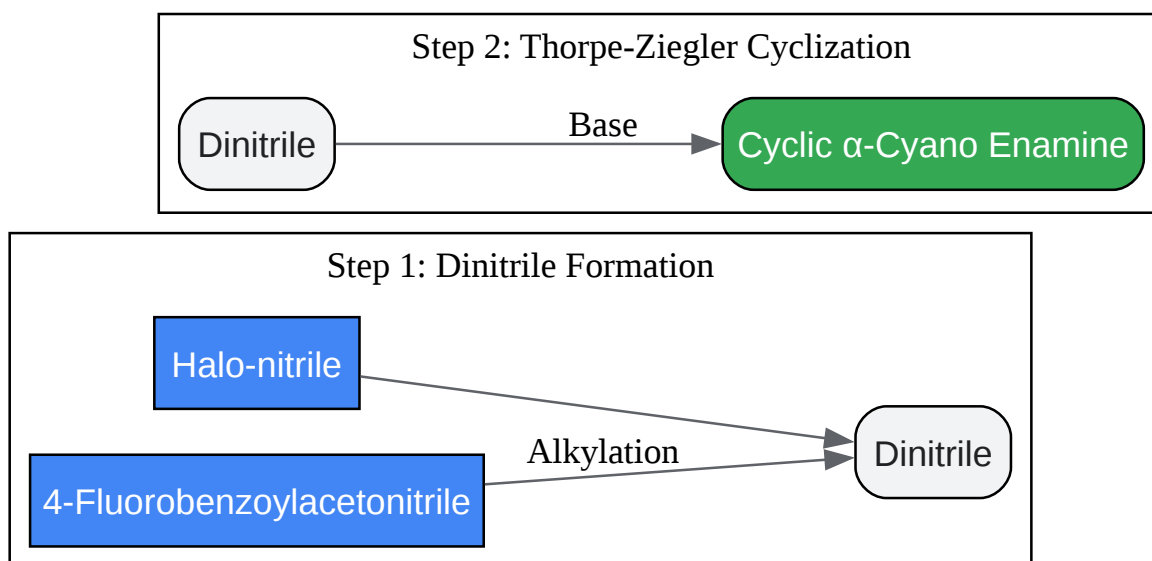 Step 2: Thorpe-Ziegler Cyclization
Dinitrile
Base
Cyclic α-Cyano Enamine
Step 1: Dinitrile Formation
Halo-nitrile
4-Fluorobenzoylacetonitrile
Alkylation
Dinitrile